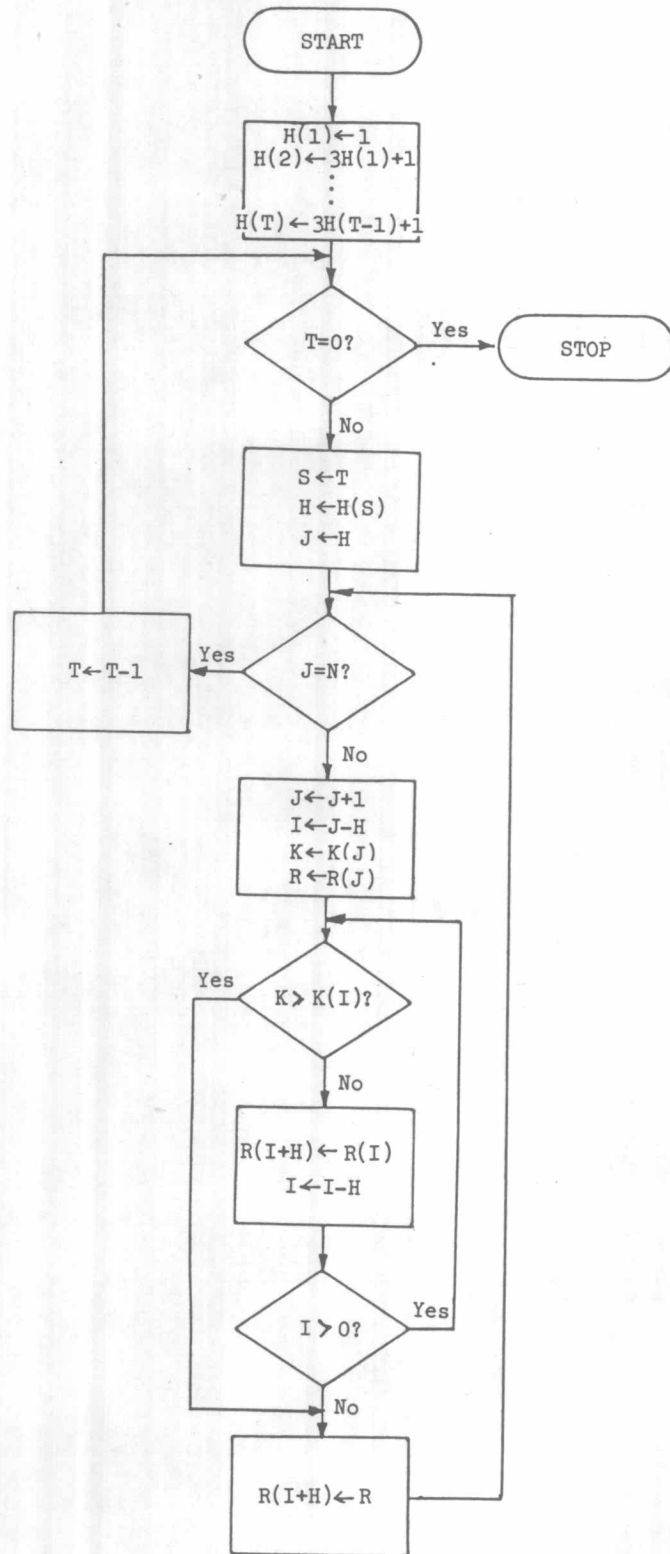 START
H(1)←1
H(2)←3H(1)+1
⋮
H(T)←3H(T-1)+1
T=0?
Yes
STOP
No
S←T
H←H(S)
J←H
T←T-1
Yes
J=N?
No
J←J+1
I←J-H
K←K(J)
R←R(J)
Yes
K>K(I)?
No
R(I+H)←R(I)
I←I-H
I>0?
Yes
No
R(I+H)←R